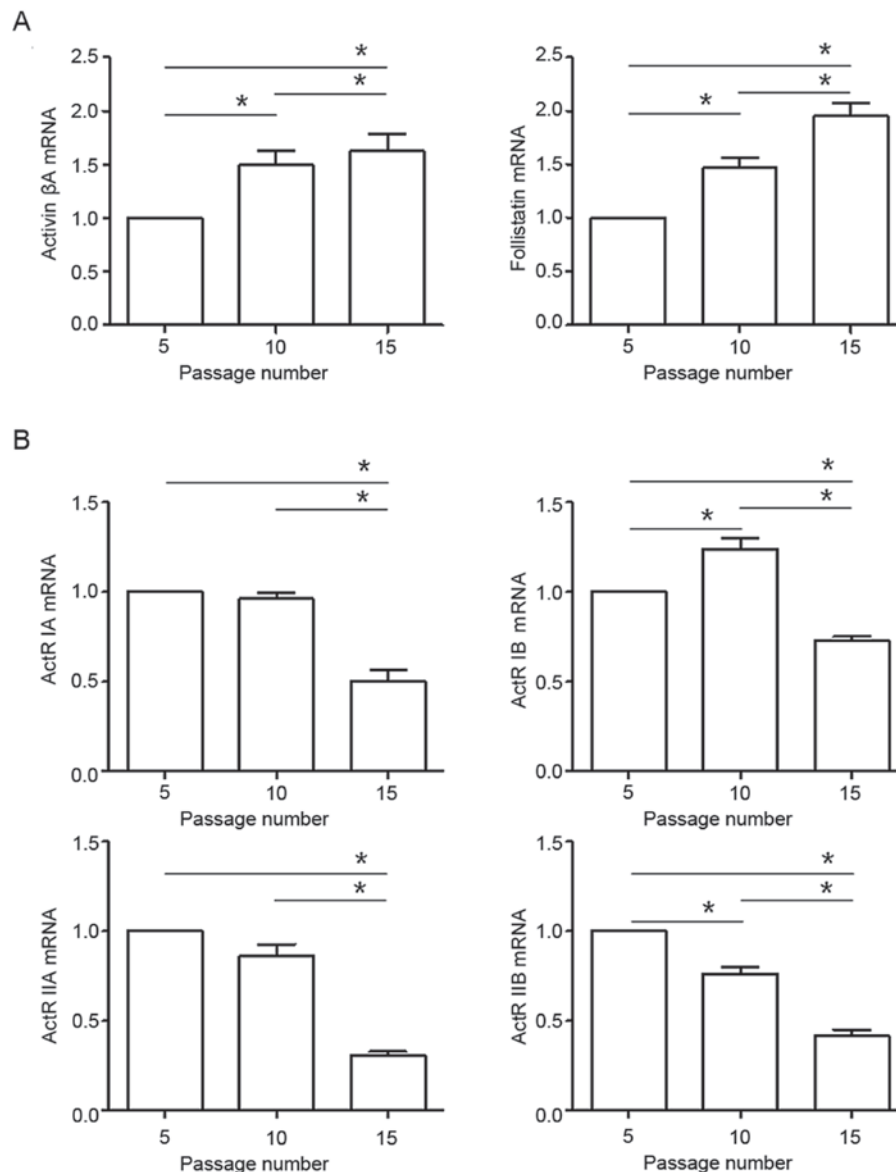 A
Activin βA mRNA
2.5
2.0
1.5
1.0
0.5
0.0
*
*
*
5 10 15
Passage number
Follistatin mRNA
2.5
2.0
1.5
1.0
0.5
0.0
*
*
*
5 10 15
Passage number
B
ActR IA mRNA
1.5
1.0
0.5
0.0
*
*
5 10 15
Passage number
ActR IB mRNA
1.5
1.0
0.5
0.0
*
*
*
5 10 15
Passage number
ActR IIA mRNA
1.5
1.0
0.5
0.0
*
*
5 10 15
Passage number
ActR IIB mRNA
1.5
1.0
0.5
0.0
*
*
*
5 10 15
Passage number